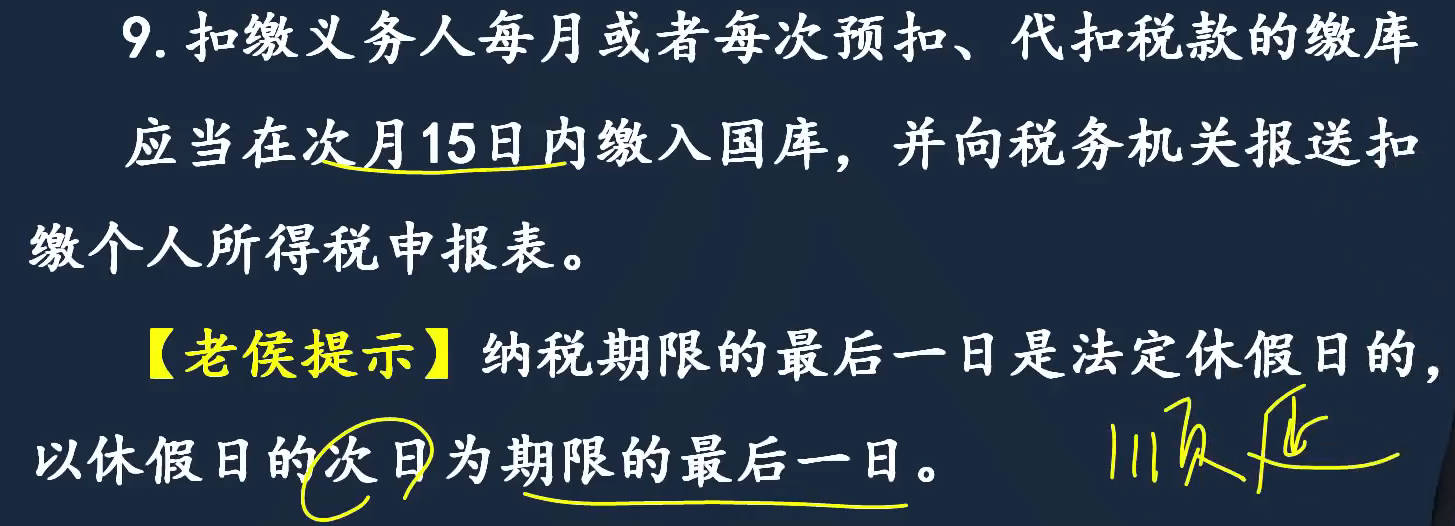 9.扣缴义务人每月或者每次预扣、代扣税款的缴库
应当在次月15日内缴入国库，并向税务机关报送扣
缴个人所得税申报表。
【老侯提示】纳税期限的最后一日是法定休假日的，
以休假日的次日为期限的最后一日。
顺延